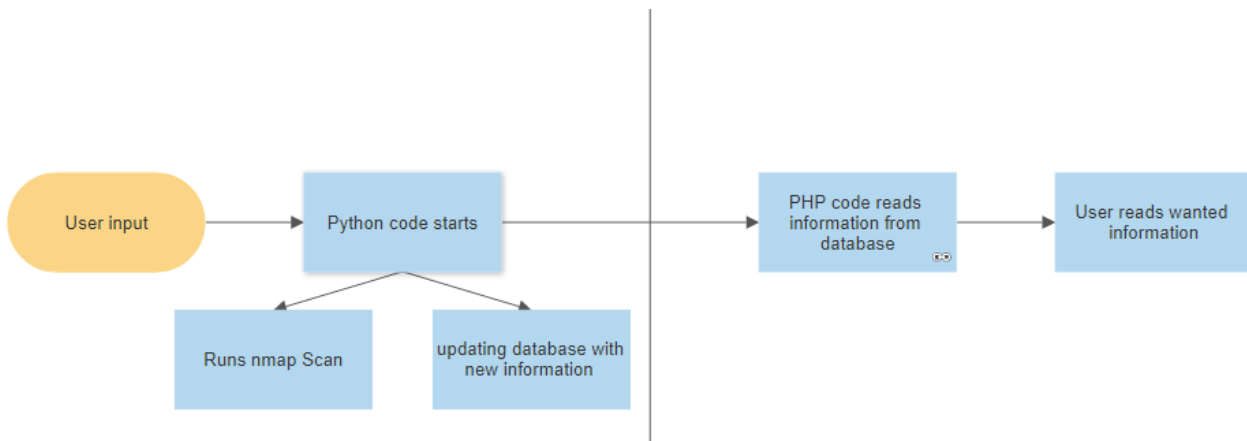 User input
Python code starts
PHP code reads
information from
database
User reads wanted
information
Runs nmap Scan
updating database with
new information